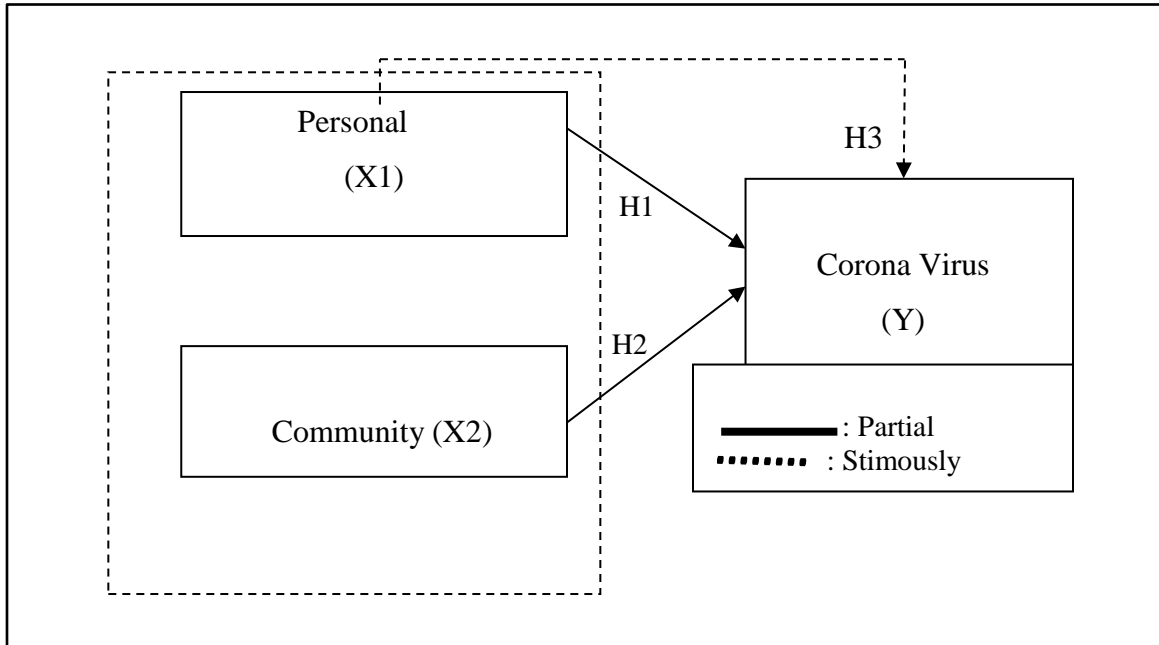 Personal
(X1)
H3
H1
Corona Virus
(Y)
H2
Community (X2)
: Partial
: Stimously